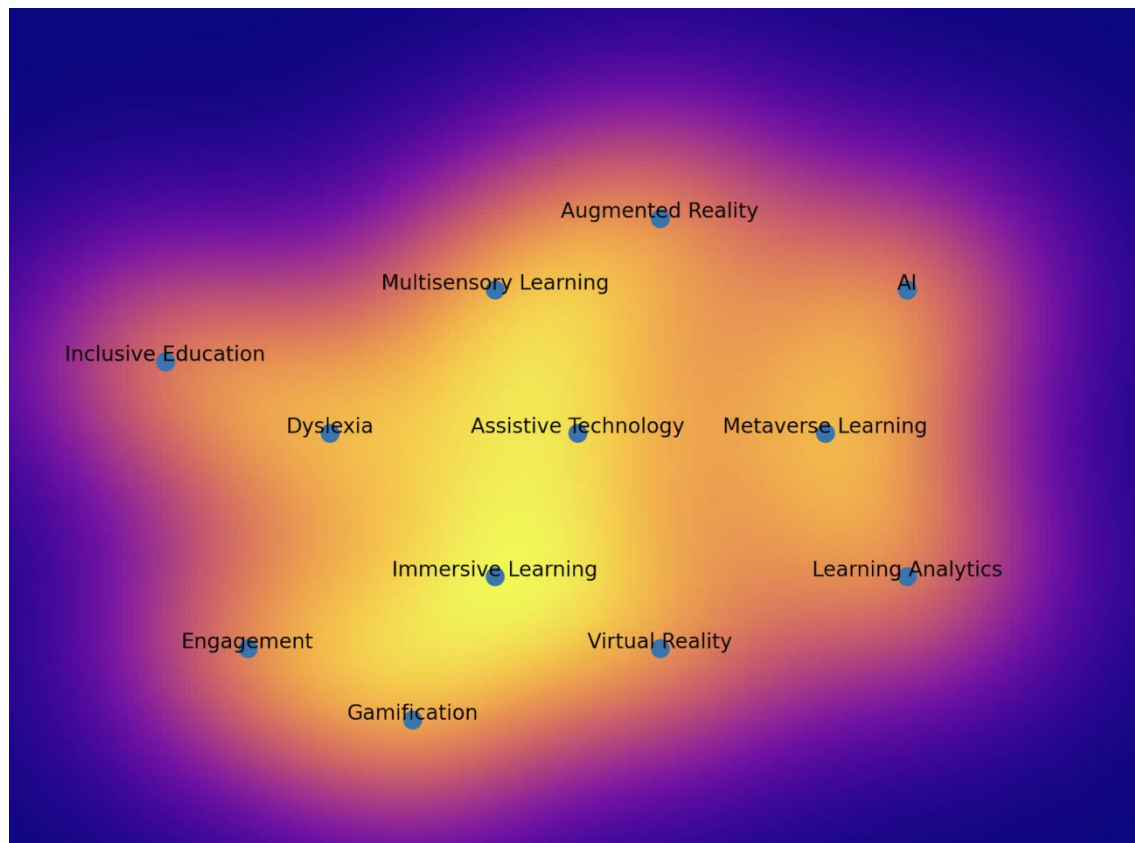 Augmented Reality
Multisensory Learning
AI
Inclusive Education
Dyslexia
Assistive Technology
Metaverse Learning
Immersive Learning
Learning Analytics
Engagement
Virtual Reality
Gamification